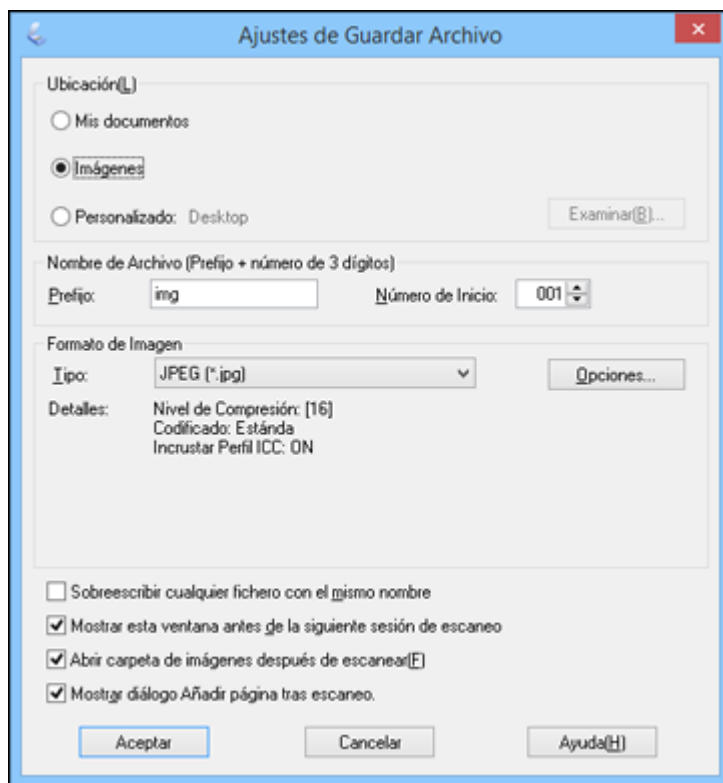 Ajustes de Guardar Archivo
Ubicación(L)
Mis documentos
Imágenes
Personalizado: Desktop Examinar(B)...
Nombre de Archivo (Prefijo + número de 3 dígitos)
Prefijo: img Número de Inicio: 001
Formato de Imagen
Tipo: JPEG (*.jpg) Opciones...
Detalles: Nivel de Compresión: [16]
Codificado: Estánda
Incrustar Perfil ICC: ON
Sobreescribir cualquier fichero con el mismo nombre
Mostrar esta ventana antes de la siguiente sesión de escaneo
Abrir carpeta de imágenes después de escanear(F)
Mostrar diálogo Añadir página tras escaneo.
Aceptar Cancelar Ayuda(H)